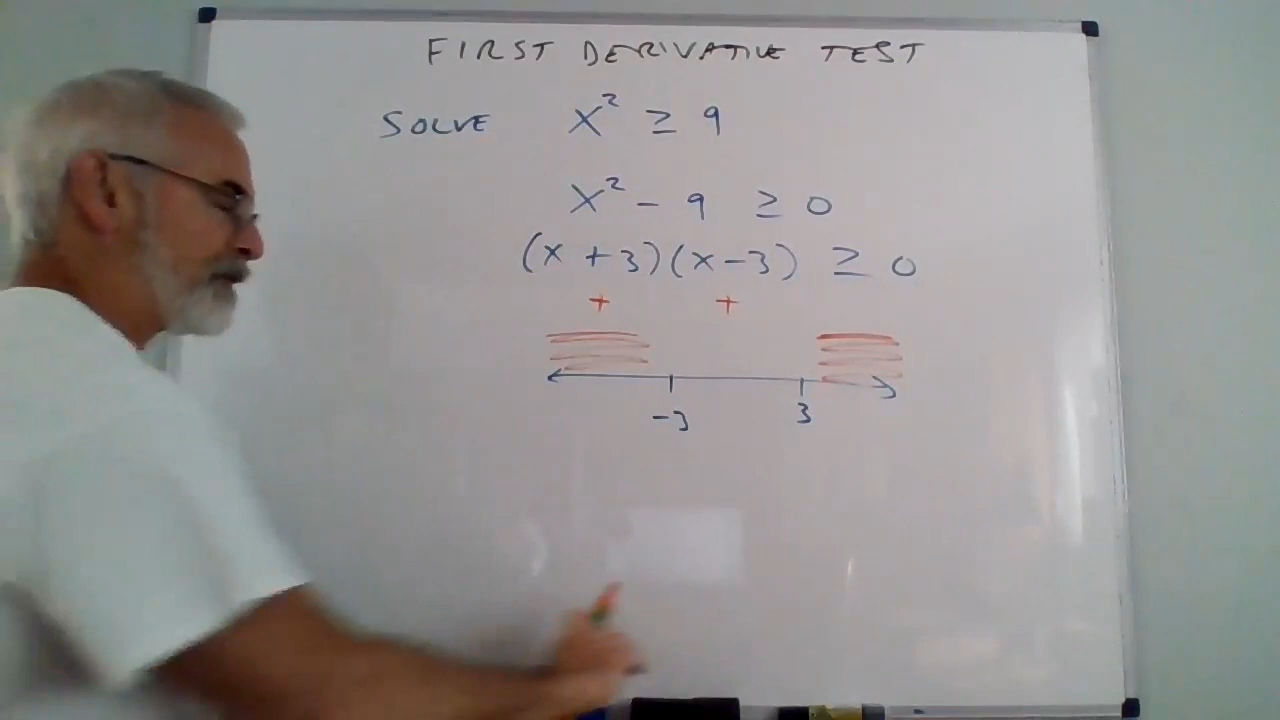 FIRST DERIVATIVE TEST
SOLVE x² ≥ 9
x² - 9 ≥ 0
(x + 3)(x - 3) ≥ 0
+ +
-3 3